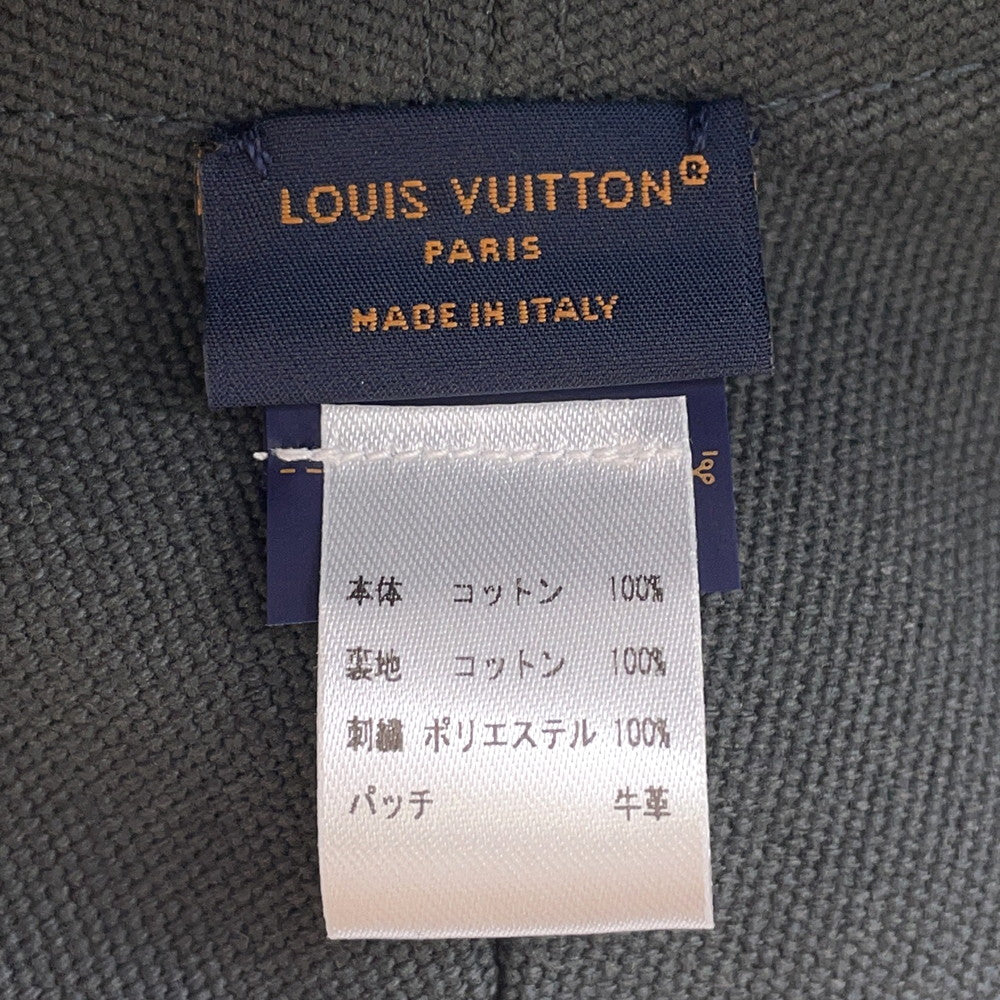 LOUIS VUITTON®
PARIS
MADE IN ITALY
本体 コットン 100%
裏地 コットン 100%
刺繍 ポリエステル 100%
パッチ 牛革